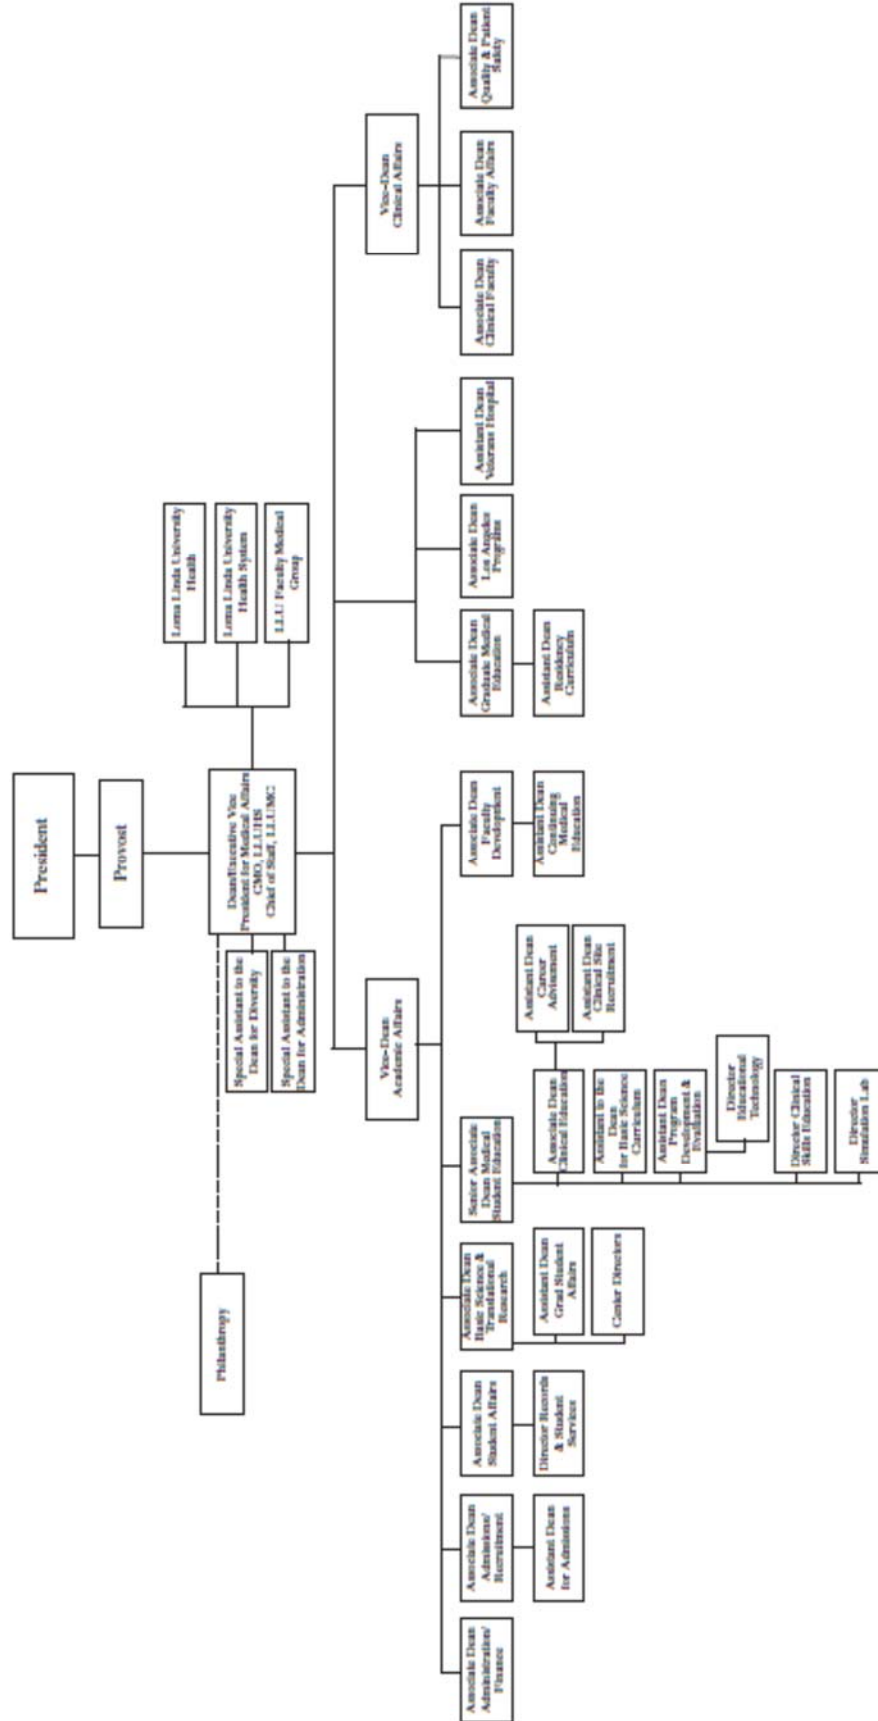 President
Provost
Dean/Executive Vice
President for Medical Affairs
CMO, LLUHS
Chief of Staff, LLUMC
Loma Linda University
Health
Loma Linda University
Health System
LLU Faculty Medical
Group
Philanthropy
Special Assistant to the
Dean for Diversity
Special Assistant to the
Dean for Administration
Vice-Dean
Academic Affairs
Vice-Dean
Clinical Affairs
Associate Dean
Administration/
Finance
Associate Dean
Admissions/
Recruitment
Assistant Dean
for Admissions
Associate Dean
Student Affairs
Director Records
& Student
Services
Associate Dean
Basic Science &
Translational
Research
Assistant Dean
Grad Student
Affairs
Center Directors
Senior Associate
Dean Medical
Student Education
Associate Dean
Clinical Education
Assistant Dean
Career
Advisement
Assistant Dean
Clinical Site
Recruitment
Assistant to the
Dean
for Basic Science
Curriculum
Assistant Dean
Program
Development &
Evaluation
Director
Educational
Technology
Director Clinical
Skills Education
Director
Simulation Lab
Associate Dean
Faculty
Development
Assistant Dean
Continuing
Medical
Education
Associate Dean
Graduate Medical
Education
Assistant Dean
Residency
Curriculum
Associate Dean
Los Angeles
Programs
Assistant Dean
Veterans Hospital
Associate Dean
Clinical Faculty
Associate Dean
Faculty Affairs
Associate Dean
Quality & Patient
Safety